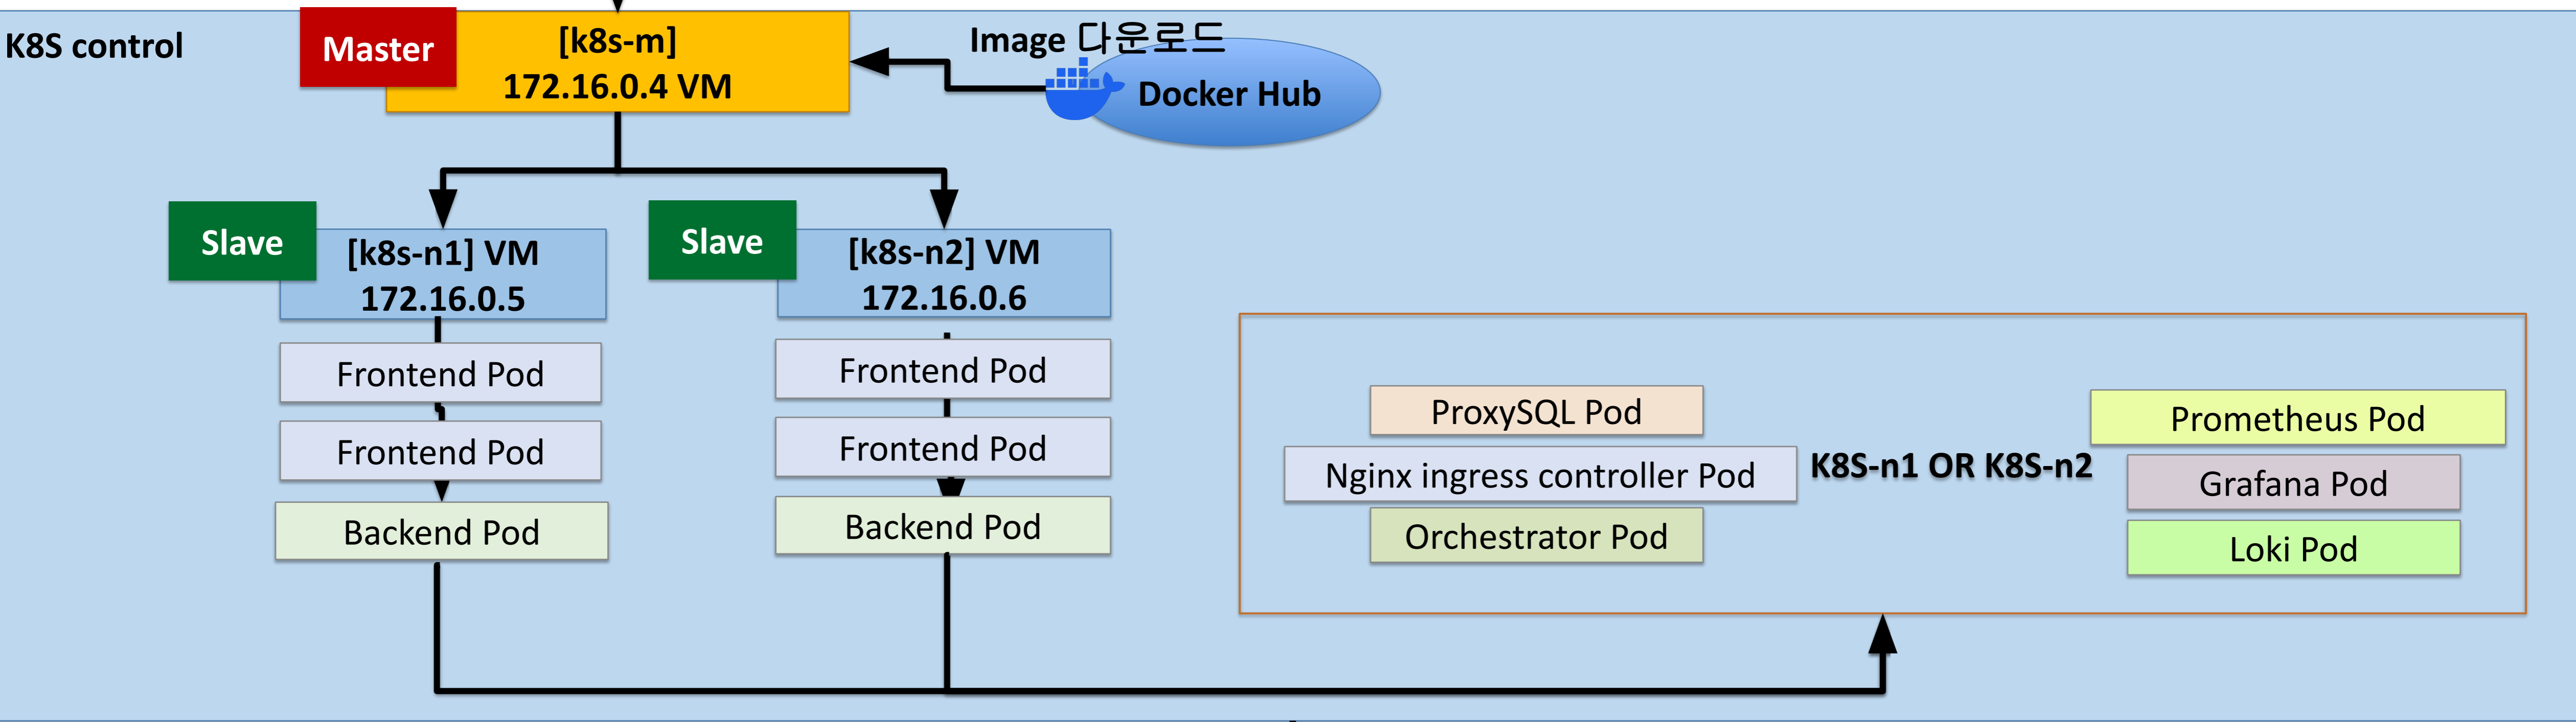 K8S control
Master
[k8s-m]
172.16.0.4 VM
Image 다운로드
Docker Hub
Slave
[k8s-n1] VM
172.16.0.5
Slave
[k8s-n2] VM
172.16.0.6
Frontend Pod
Frontend Pod
Backend Pod
Frontend Pod
Frontend Pod
Backend Pod
ProxySQL Pod
Nginx ingress controller Pod
Orchestrator Pod
K8S-n1 OR K8S-n2
Prometheus Pod
Grafana Pod
Loki Pod